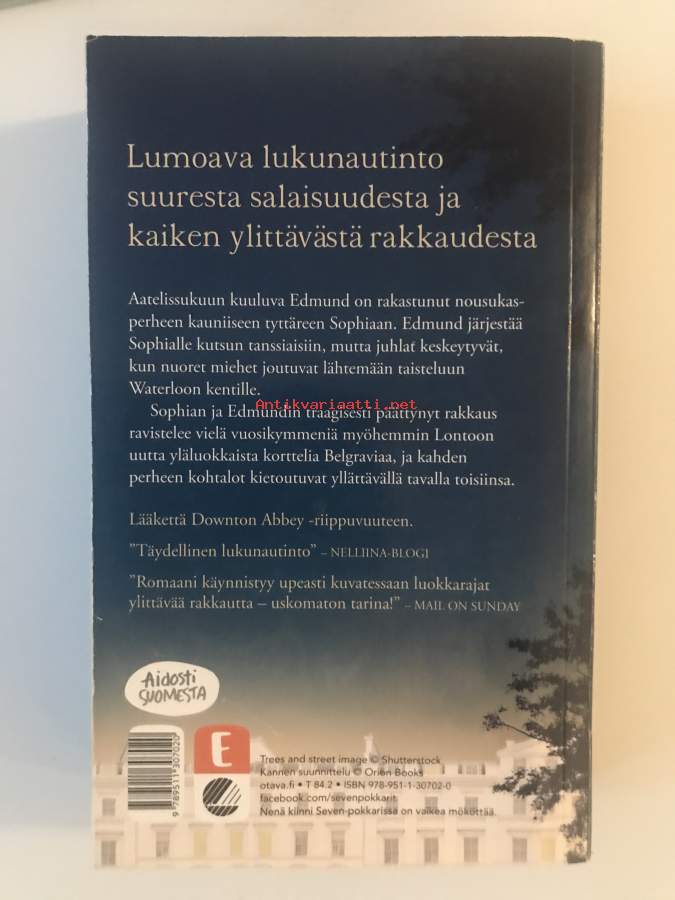 Lumoava lukunautinto
suuresta salaisuudesta ja
kaiken ylittävästä rakkaudesta
Aatelissukuun kuuluva Edmund on rakastunut nousukas-
perheen kauniiseen tyttäreen Sophiaan. Edmund järjestää
Sophialle kutsun tanssiaisiin, mutta juhlat keskeytyvät,
kun nuoret miehet joutuvat lähtemään taisteluun
Waterloon kentille.
Antikvariaatti.net
Sophian ja Edmundin traagisesti päättynyt rakkaus
ravistelee vielä vuosikymmeniä myöhemmin Lontoon
uutta yläluokkaista korttelia Belgraviaa, ja kahden
perheen kohtalot kietoutuvat yllättävällä tavalla toisiinsa.
Lääkettä Downton Abbey -riippuvuuteen.
”Täydellinen lukunautinto” – NELLIINA-BLOGI
”Romaani käynnistyy upeasti kuvatessaan luokkarajat
ylittävää rakkautta – uskomaton tarina!” – MAIL ON SUNDAY
Aidosti
SUOMESTA
9 789511 307020
E
Trees and street image © Shutterstock
Kannen suunnittelu © Orion Books
otava.fi • T 84.2 • ISBN 978-951-1-30702-0
facebook.com/sevenpokkarit
Nenä kiinni Seven-pokkarissa on vaikea mököttää.